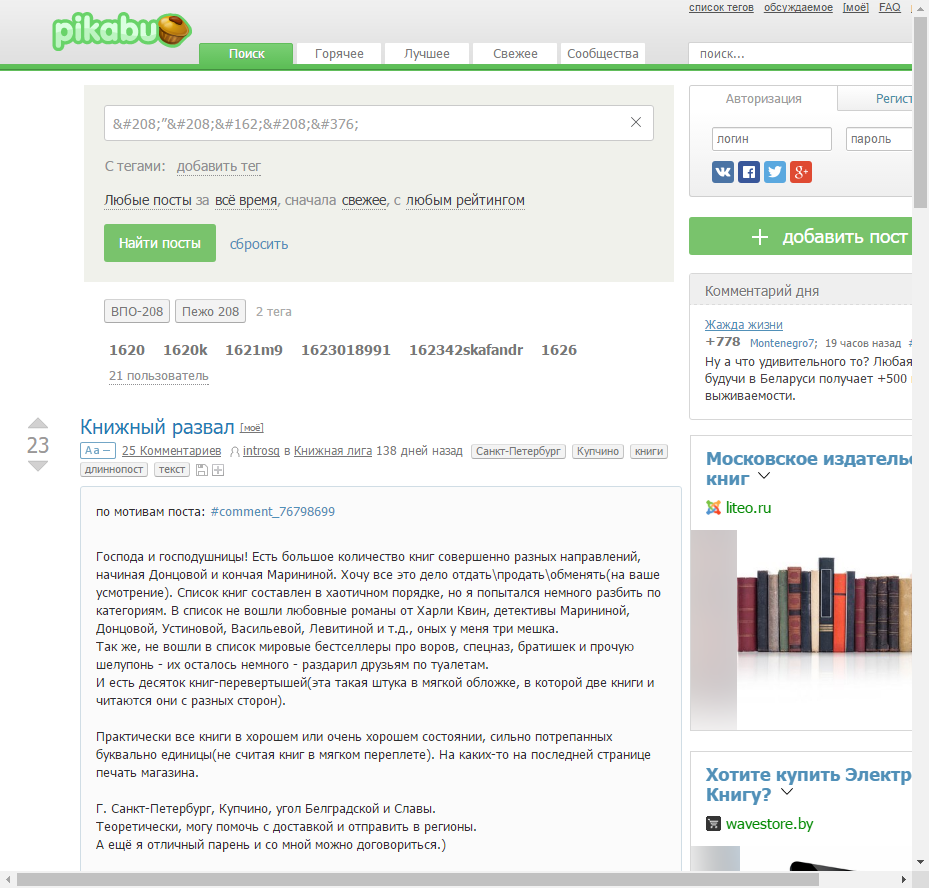 список тегов обсуждаемое [моё] FAQ
pikabu
Поиск Горячее Лучшее Свежее Сообщества поиск...
&#208;”&#208;&#162;&#208;&#376;
С тегами: добавить тег
Любые посты за всё время, сначала свежее, с любым рейтингом
Найти посты сбросить
ВПО-208 Пежо 208 2 тега
1620 1620k 1621m9 1623018991 162342skafandr 1626
21 пользователь
23
Книжный развал [моё]
Aa – 25 Комментариев introsq в Книжная лига 138 дней назад Санкт-Петербург Купчино книги
длиннопост текст
по мотивам поста: #comment_76798699
Господа и господушницы! Есть большое количество книг совершенно разных направлений,
начиная Донцовой и кончая Марининой. Хочу все это дело отдать\продать\обменять(на ваше
усмотрение). Список книг составлен в хаотичном порядке, но я попытался немного разбить по
категориям. В список не вошли любовные романы от Харли Квин, детективы Марининой,
Донцовой, Устиновой, Васильевой, Левитиной и т.д., оных у меня три мешка.
Так же, не вошли в список мировые бестселлеры про воров, спецназ, братишек и прочую
шелупонь - их осталось немного - раздарил друзьям по туалетам.
И есть десяток книг-перевертышей(эта такая штука в мягкой обложке, в которой две книги и
читаются они с разных сторон).
Практически все книги в хорошем или очень хорошем состоянии, сильно потрепанных
буквально единицы(не считая книг в мягком переплете). На каких-то на последней странице
печать магазина.
Г. Санкт-Петербург, Купчино, угол Белградской и Славы.
Теоретически, могу помочь с доставкой и отправить в регионы.
А ещё я отличный парень и со мной можно договориться.)
Авторизация Регист
логин пароль
g+
+ добавить пост
Комментарий дня
Жажда жизни
+778 Montenegro7; 19 часов назад #
Ну а что удивительного то? Любая
будучи в Беларуси получает +500
выживаемости.
Московское издательс
книг
liteo.ru
Хотите купить Электр
Книгу?
wavestore.by